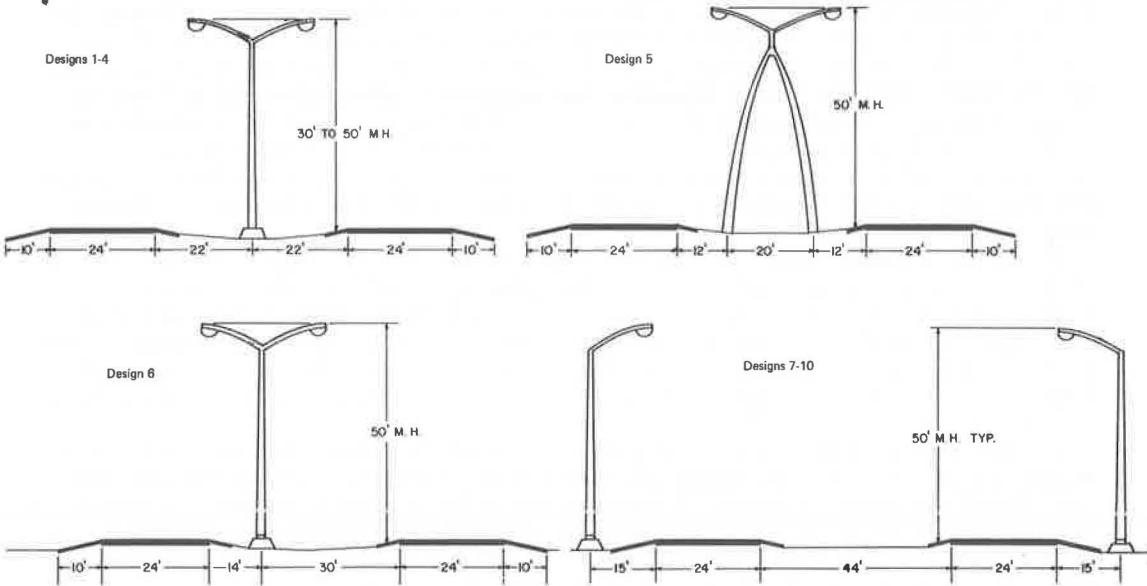 Designs 1-4
30' TO 50' M.H.
10' 24' 22' 22' 24' 10'
Design 5
50' M.H.
10' 24' 12' 20' 12' 24' 10'
Design 6
50' M.H.
10' 24' 14' 30' 24' 10'
Designs 7-10
50' M.H. TYP.
15' 24' 44' 24' 15'